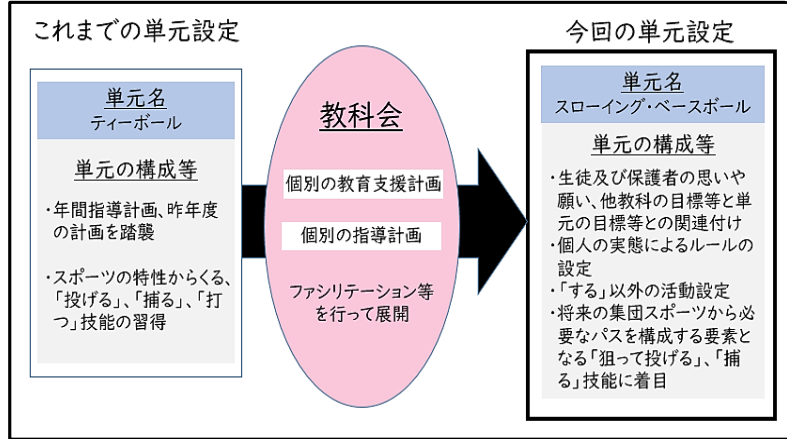 これまでの単元設定
単元名
ティーボール
単元の構成等
・年間指導計画、昨年度
の計画を踏襲
・スポーツの特性からくる、
「投げる」、「捕る」、「打
つ」技能の習得
教科会
個別の教育支援計画
個別の指導計画
ファシリテーション等
を行って展開
今回の単元設定
単元名
スローイング・ベースボール
単元の構成等
・生徒及び保護者の思いや
願い、他教科の目標等と単
元の目標等との関連付け
・個人の実態によるルールの
設定
・「する」以外の活動設定
・将来の集団スポーツから必
要なパスを構成する要素と
なる「狙って投げる」、「捕
る」技能に着目